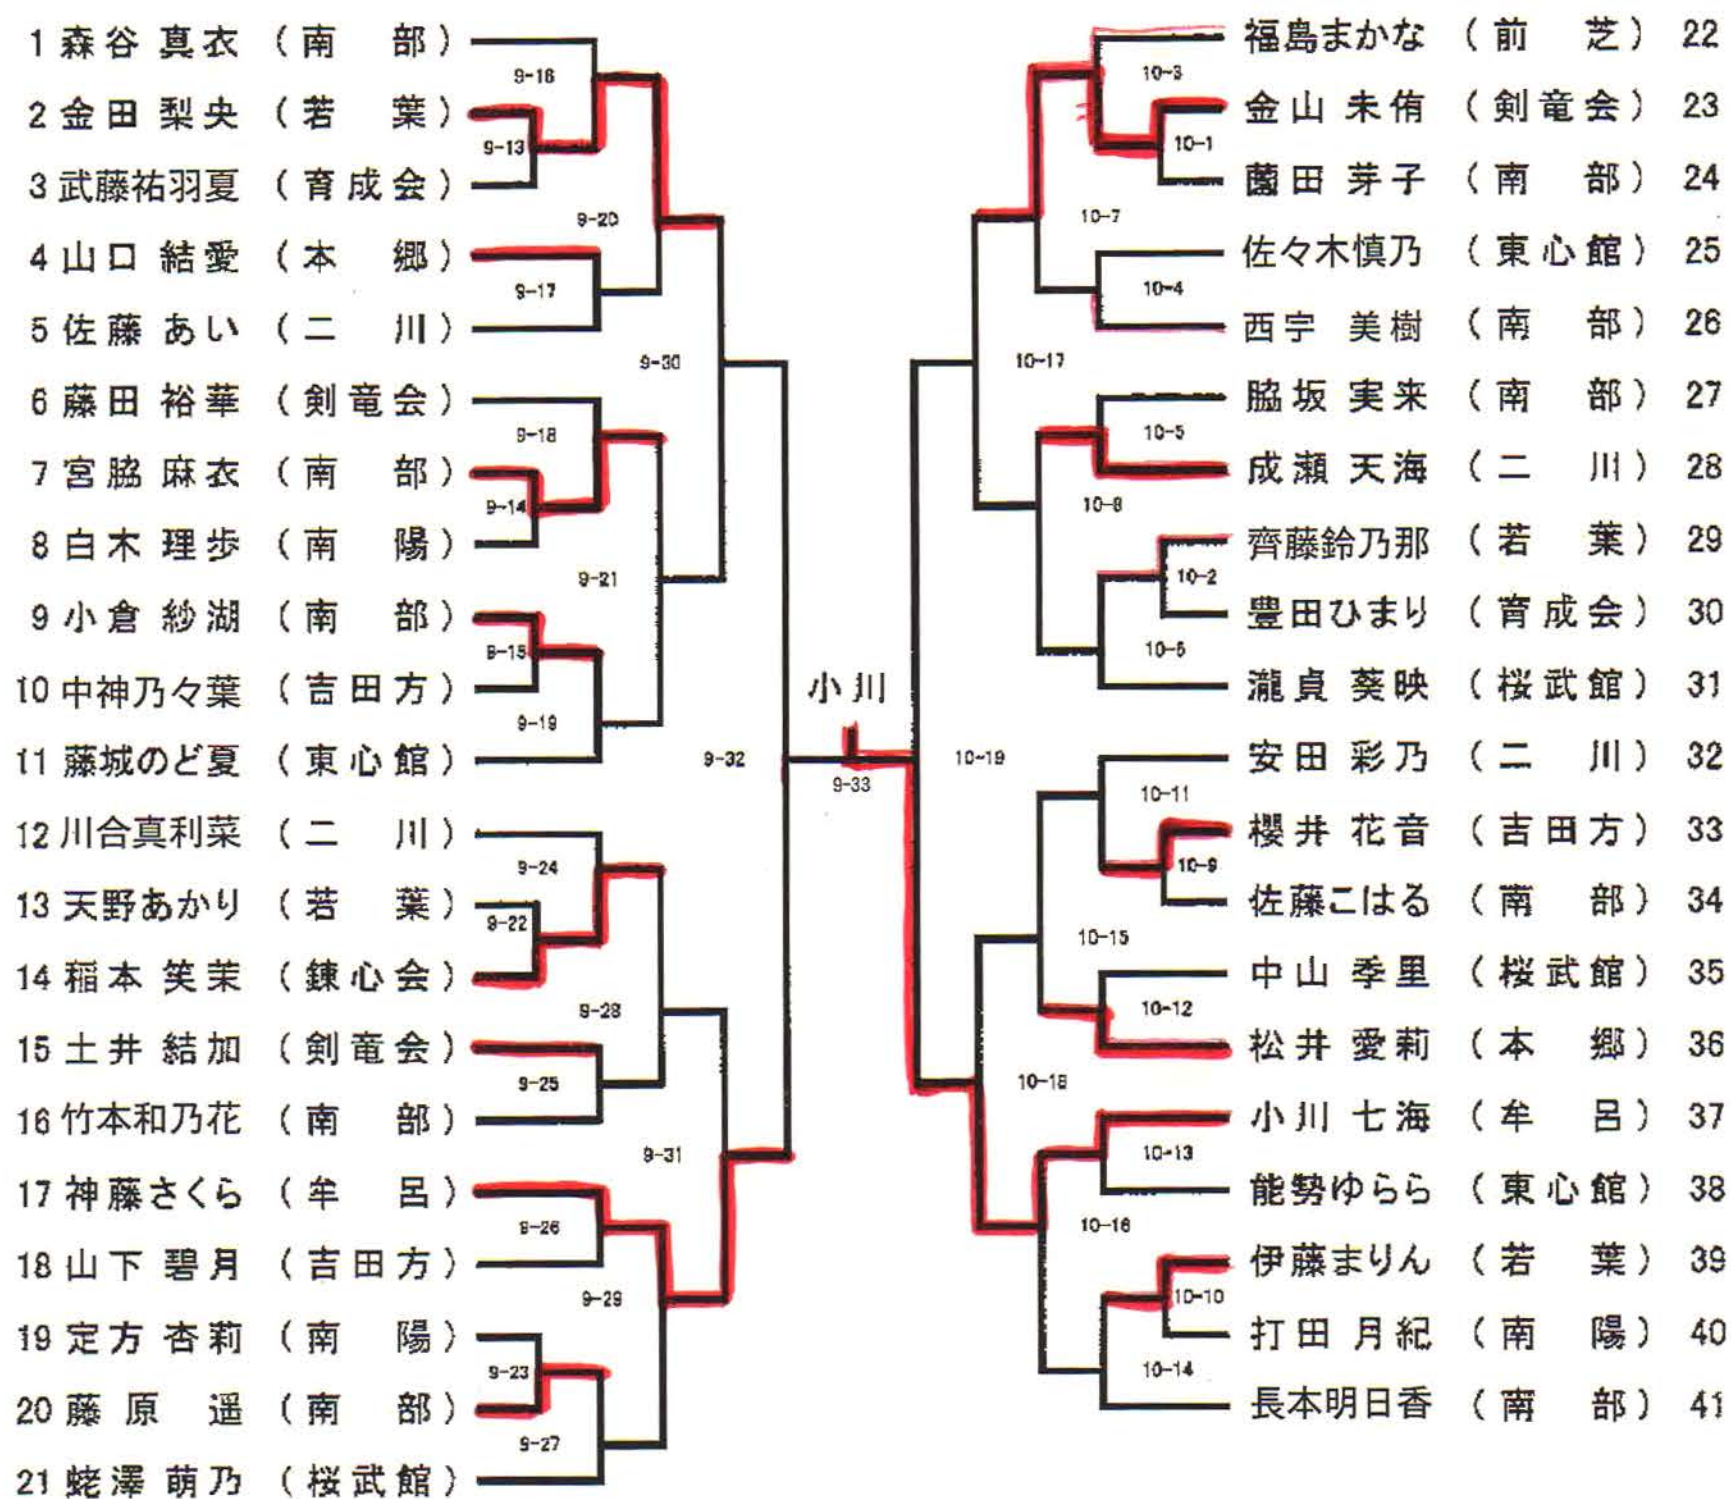 1 森谷 真衣 (南 部)
9-16
2 金田 梨央 (若 葉)
9-13
3 武藤祐羽夏 (育成会)
9-20
4 山口 結愛 (本 郷)
9-17
5 佐藤 あい (二 川)
9-30
6 藤田 裕華 (剣竜会)
9-18
7 宮脇 麻衣 (南 部)
9-14
8 白木 理歩 (南 陽)
9-21
9 小倉 紗湖 (南 部)
9-15
10 中神乃々葉 (吉田方)
9-19
11 藤城のど夏 (東心館)
9-32
12 川合真利菜 (二 川)
9-24
13 天野あかり (若 葉)
9-22
14 稲本 笑茉 (錬心会)
9-28
15 土井 結加 (剣竜会)
9-25
16 竹本和乃花 (南 部)
9-31
17 神藤さくら (牟 呂)
9-26
18 山下 碧月 (吉田方)
9-29
19 定方 杏莉 (南 陽)
9-23
20 藤原 遥 (南 部)
9-27
21 蛯澤 萌乃 (桜武館)
小川
9-33
福島まかな (前 芝) 22
10-3
金山 未侑 (剣竜会) 23
10-1
薗田 芽子 (南 部) 24
10-7
佐々木慎乃 (東心館) 25
10-4
西宇 美樹 (南 部) 26
10-17
脇坂 実来 (南 部) 27
10-5
成瀬 天海 (二 川) 28
10-8
齊藤鈴乃那 (若 葉) 29
10-2
豊田ひまり (育成会) 30
10-6
瀧貞 葵映 (桜武館) 31
10-19
安田 彩乃 (二 川) 32
10-11
櫻井 花音 (吉田方) 33
10-9
佐藤こはる (南 部) 34
10-15
中山 季里 (桜武館) 35
10-12
松井 愛莉 (本 郷) 36
10-18
小川 七海 (牟 呂) 37
10-13
能勢ゆらら (東心館) 38
10-16
伊藤まりん (若 葉) 39
10-10
打田 月紀 (南 陽) 40
10-14
長本明日香 (南 部) 41